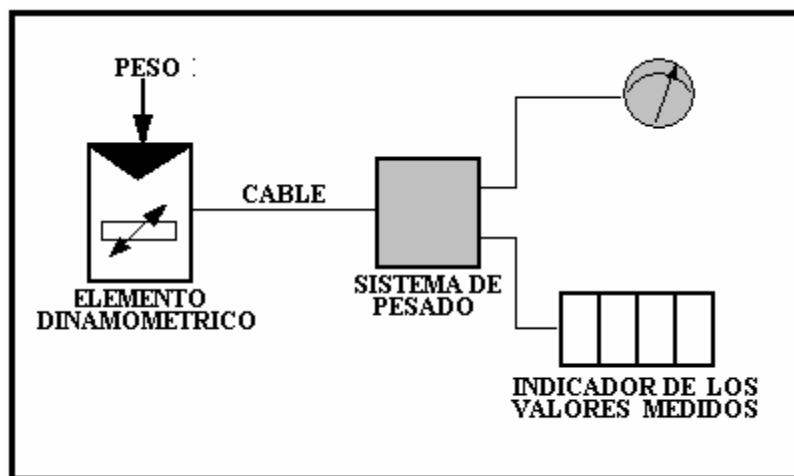 PESO :
CABLE
ELEMENTO
DINAMOMETRICO
SISTEMA DE
PESADO
INDICADOR DE LOS
VALORES MEDIDOS